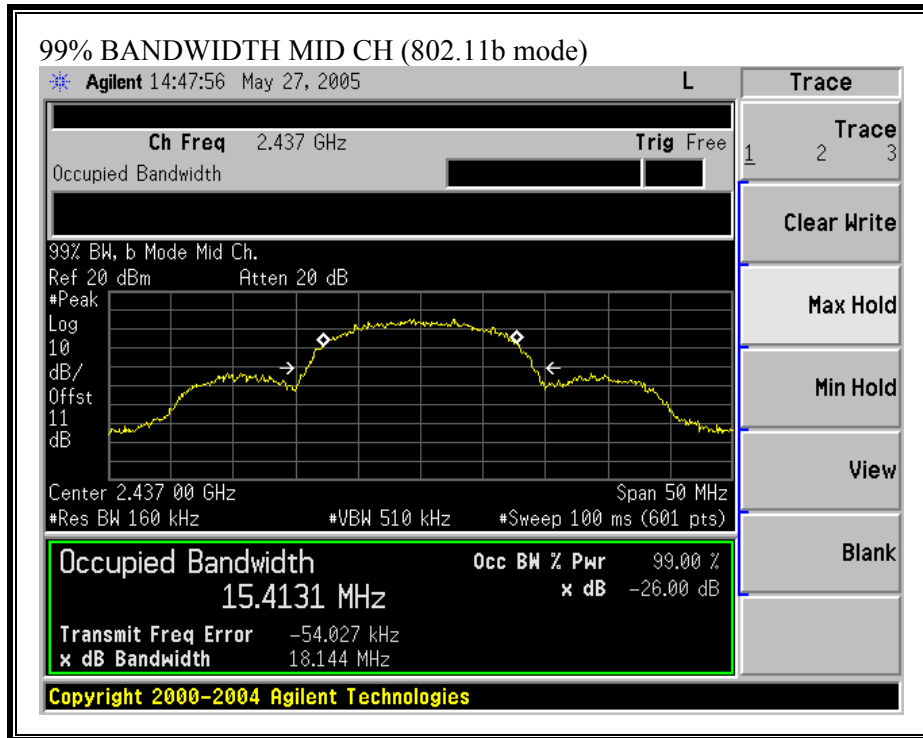 99% BANDWIDTH MID CH (802.11b mode)
Agilent 14:47:56 May 27, 2005 L
Trace
Ch Freq 2.437 GHz Trig Free
Occupied Bandwidth
Trace
1 2 3
Clear Write
99% BW, b Mode Mid Ch.
Ref 20 dBm Atten 20 dB
#Peak
Log
10
dB/
Offst
11
dB
Max Hold
Min Hold
View
Center 2.437 00 GHz Span 50 MHz
#Res BW 160 kHz #VBW 510 kHz #Sweep 100 ms (601 pts)
Blank
Occupied Bandwidth
15.4131 MHz
Occ BW % Pwr 99.00 %
x dB -26.00 dB
Transmit Freq Error -54.027 kHz
x dB Bandwidth 18.144 MHz
Copyright 2000-2004 Agilent Technologies